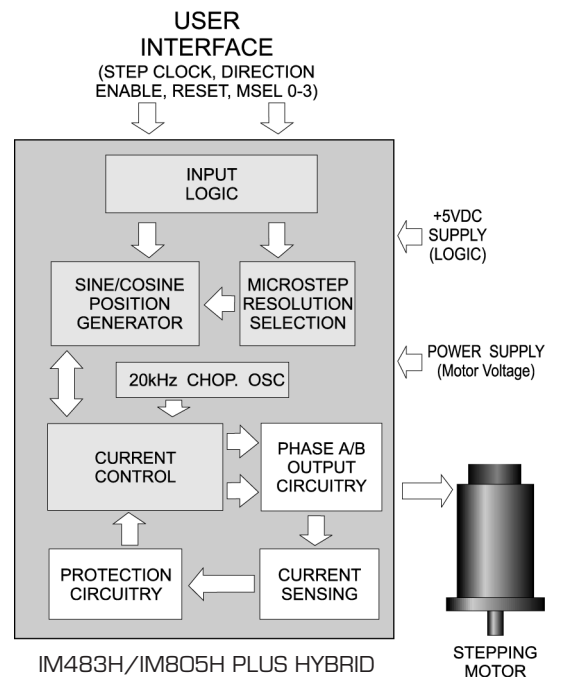 USER
INTERFACE
(STEP CLOCK, DIRECTION
ENABLE, RESET, MSEL 0-3)
INPUT
LOGIC
+5VDC
SUPPLY
(LOGIC)
SINE/COSINE
POSITION
GENERATOR
MICROSTEP
RESOLUTION
SELECTION
POWER SUPPLY
(Motor Voltage)
20kHz CHOP. OSC
CURRENT
CONTROL
PHASE A/B
OUTPUT
CIRCUITRY
PROTECTION
CIRCUITRY
CURRENT
SENSING
STEPPING
MOTOR
IM483H/IM805H PLUS HYBRID